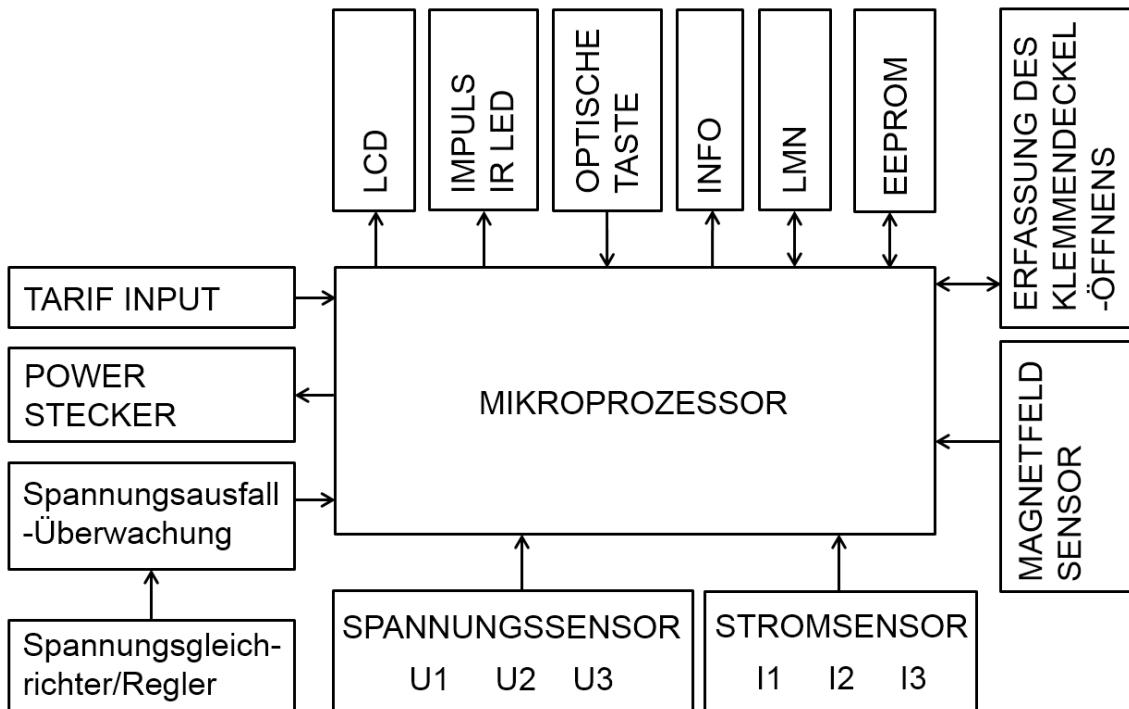 LCD
IMPULS
IR LED
OPTISCHE
TASTE
INFO
LMN
EEPROM
ERFASSUNG DES
KLEMMENDECKEL
-ÖFFNENS
TARIF INPUT
POWER
STECKER
MIKROPROZESSOR
MAGNETFELD
SENSOR
Spannungsausfall
-Überwachung
Spannungsgleich-
richter/Regler
SPANNUNGSSENSOR
U1 U2 U3
STROMSENSOR
I1 I2 I3